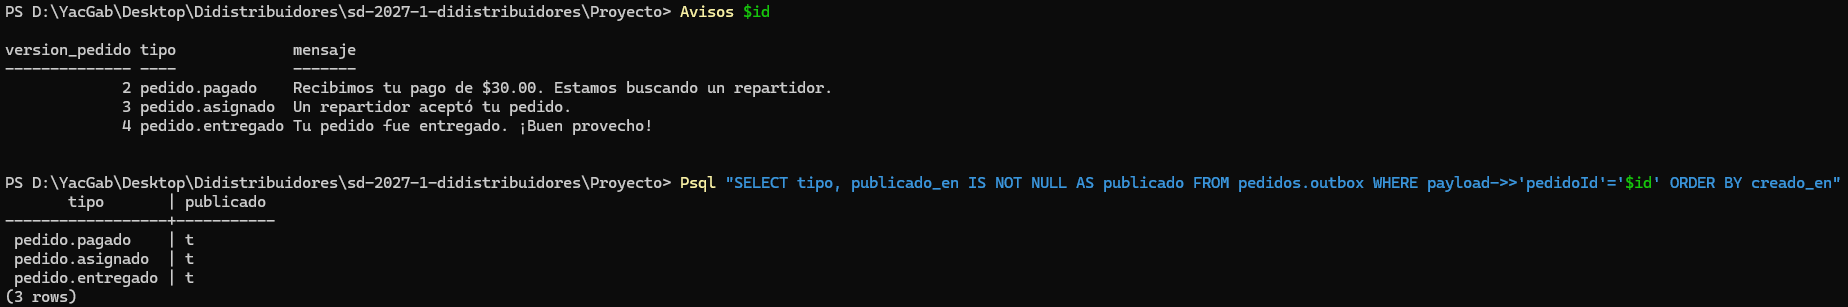 PS D:\YacGab\Desktop\Didistribuidores\sd-2027-1-didistribuidores\Proyecto> Avisos $id
version_pedido tipo             mensaje
-------------- ----             -------
             2 pedido.pagado    Recibimos tu pago de $30.00. Estamos buscando un repartidor.
             3 pedido.asignado  Un repartidor aceptó tu pedido.
             4 pedido.entregado Tu pedido fue entregado. ¡Buen provecho!
PS D:\YacGab\Desktop\Didistribuidores\sd-2027-1-didistribuidores\Proyecto> Psql "SELECT tipo, publicado_en IS NOT NULL AS publicado FROM pedidos.outbox WHERE payload->>'pedidoId'='$id' ORDER BY creado_en"
       tipo       | publicado
------------------+-----------
 pedido.pagado    | t
 pedido.asignado  | t
 pedido.entregado | t
(3 rows)